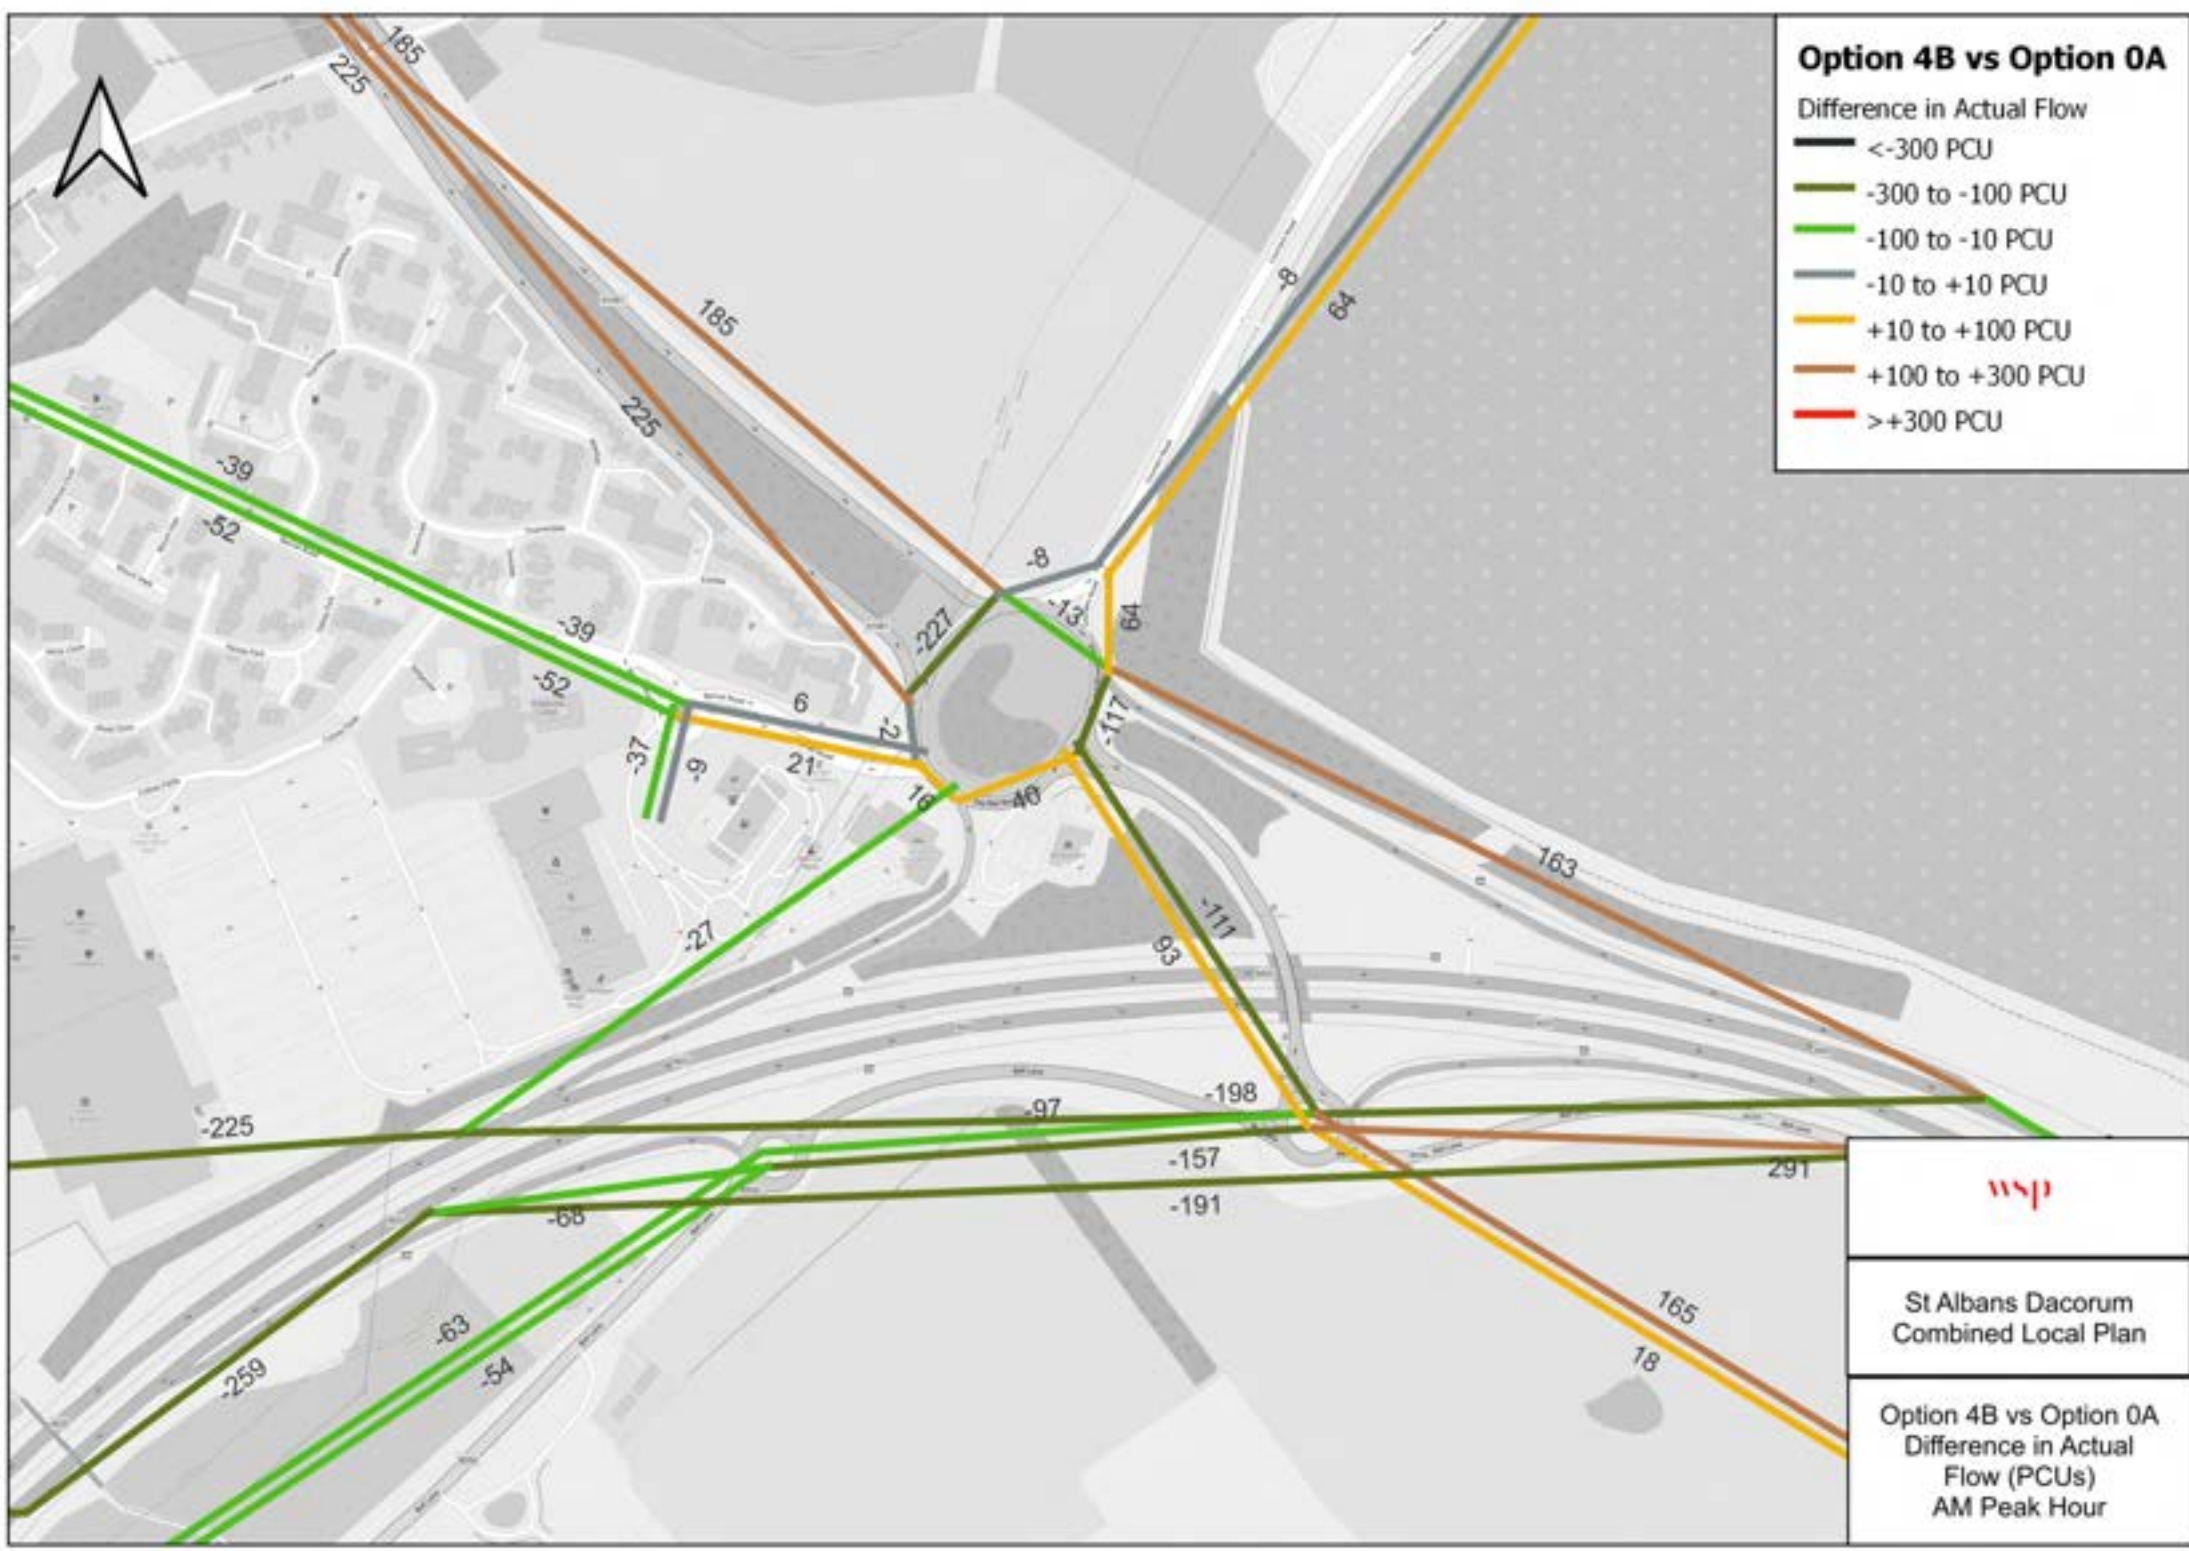 Option 4B vs Option 0A
Difference in Actual Flow
<-300 PCU
-300 to -100 PCU
-100 to -10 PCU
-10 to +10 PCU
+10 to +100 PCU
+100 to +300 PCU
>+300 PCU
185
225
185
225
-8
64
-39
-52
-8
-13
64
-227
-39
-52
6
-2
21
-37
-9
-117
16
40
163
-27
-111
93
-225
-198
-97
-157
-191
-68
291
-63
-54
-259
165
18
wsp
St Albans Dacorum
Combined Local Plan
Option 4B vs Option 0A
Difference in Actual
Flow (PCUs)
AM Peak Hour